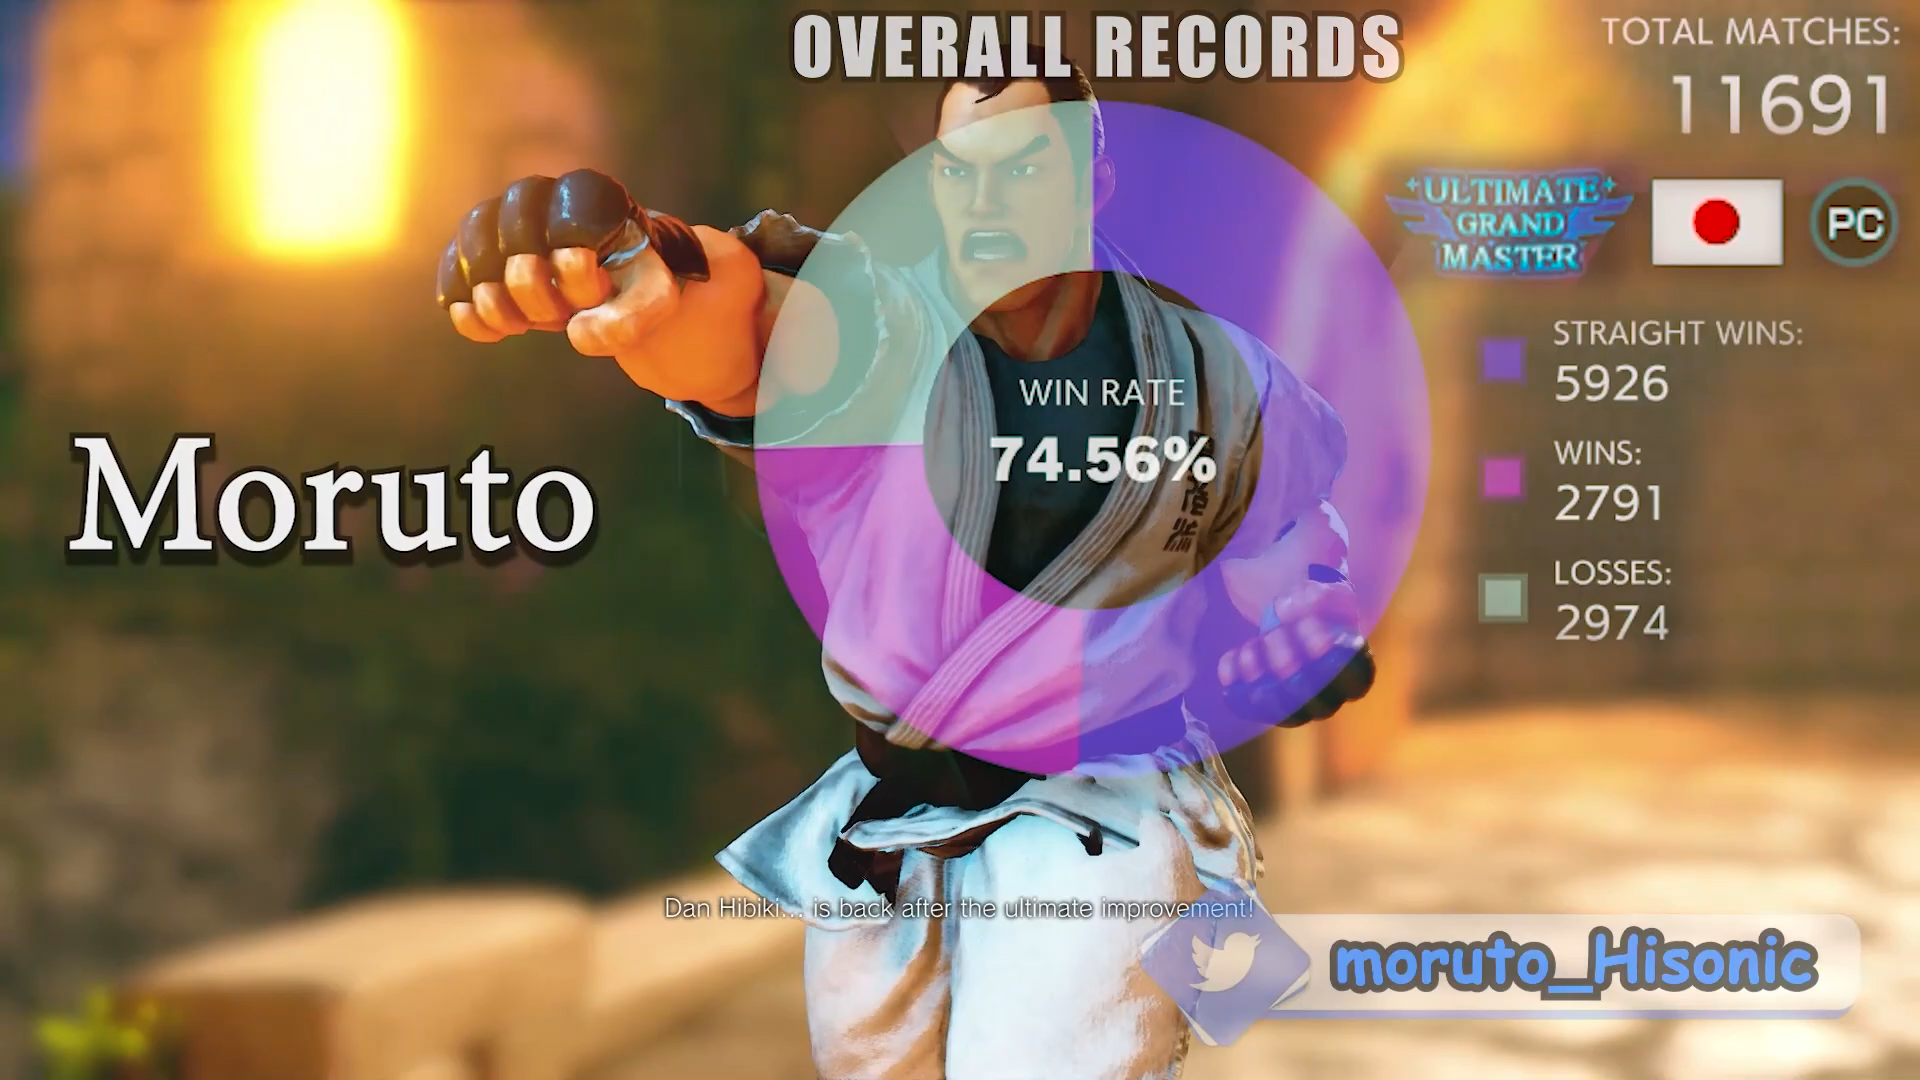 OVERALL RECORDS
TOTAL MATCHES:
11691
ULTIMATE
GRAND
MASTER
PC
STRAIGHT WINS:
5926
WIN RATE
74.56%
WINS:
2791
Moruto
LOSSES:
2974
Dan Hibiki... is back after the ultimate improvement!
moruto_Hisonic